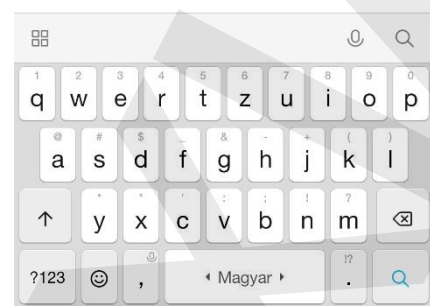 1 2 3 4 5 6 7 8 9 0
q w e r t z u i o p
@ # $ _ & - + ( )
a s d f g h j k l
* " ' : ; ! ?
y x c v b n m
!?
?123 , Magyar .